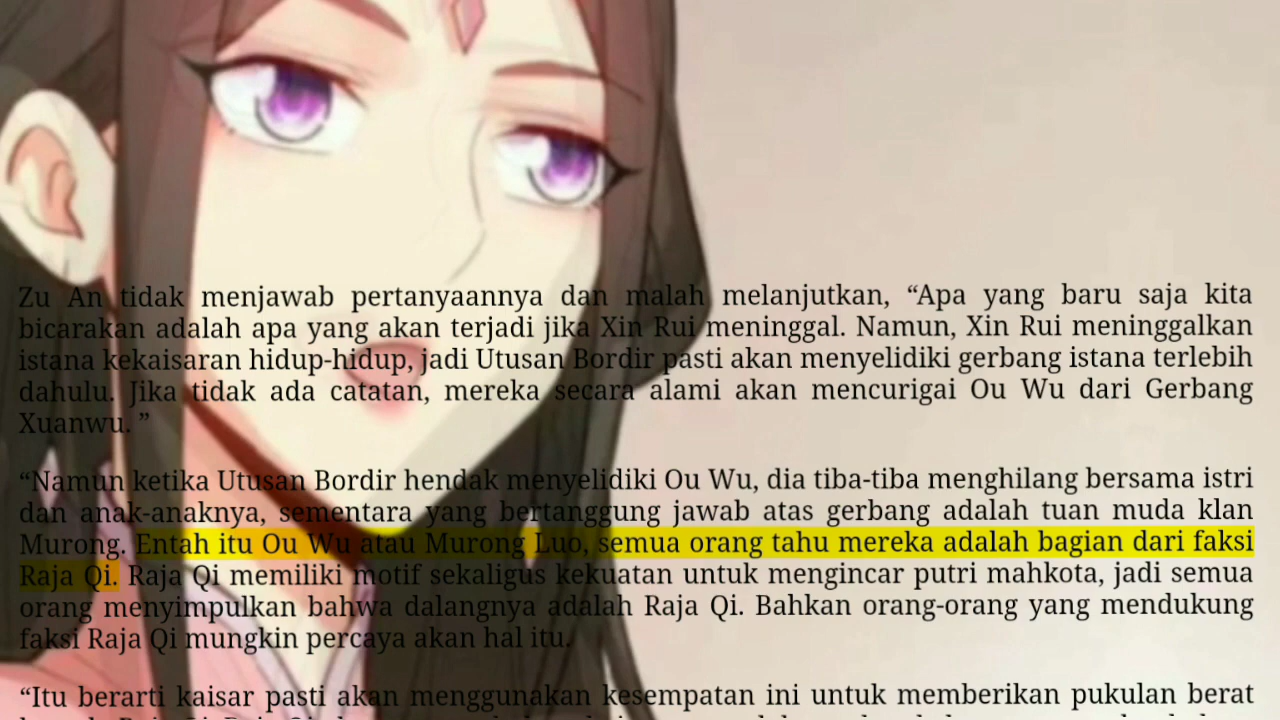 Zu An tidak menjawab pertanyaannya dan malah melanjutkan, “Apa yang baru saja kita
bicarakan adalah apa yang akan terjadi jika Xin Rui meninggal. Namun, Xin Rui meninggalkan
istana kekaisaran hidup-hidup, jadi Utusan Bordir pasti akan menyelidiki gerbang istana terlebih
dahulu. Jika tidak ada catatan, mereka secara alami akan mencurigai Ou Wu dari Gerbang
Xuanwu. ”
“Namun ketika Utusan Bordir hendak menyelidiki Ou Wu, dia tiba-tiba menghilang bersama istri
dan anak-anaknya, sementara yang bertanggung jawab atas gerbang adalah tuan muda klan
Murong. Entah itu Ou Wu atau Murong Luo, semua orang tahu mereka adalah bagian dari faksi
Raja Qi. Raja Qi memiliki motif sekaligus kekuatan untuk mengincar putri mahkota, jadi semua
orang menyimpulkan bahwa dalangnya adalah Raja Qi. Bahkan orang-orang yang mendukung
faksi Raja Qi mungkin percaya akan hal itu.
“Itu berarti kaisar pasti akan menggunakan kesempatan ini untuk memberikan pukulan berat